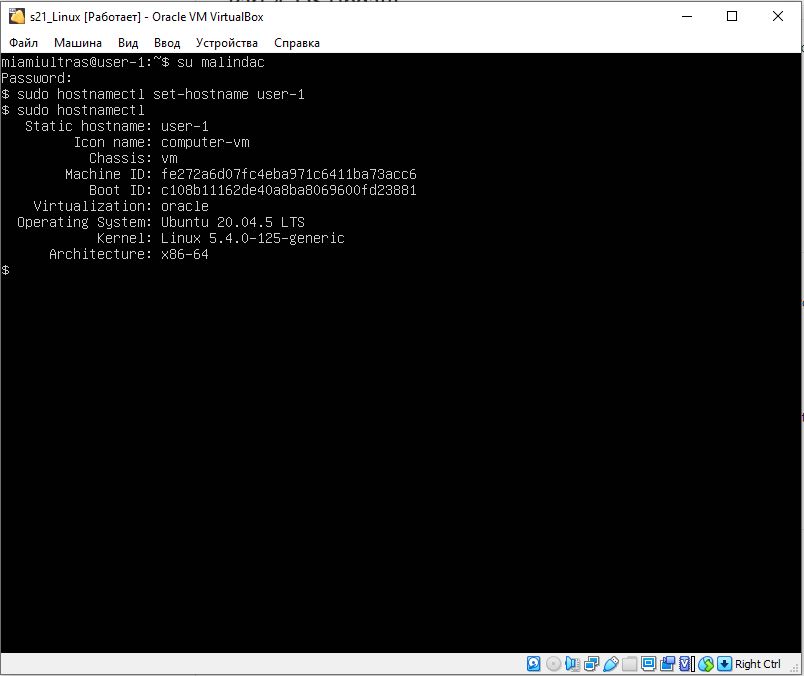 s21_Linux [Работает] - Oracle VM VirtualBox
Файл Машина Вид Ввод Устройства Справка
miamiultras@user-1:~$ su malindac
Password:
$ sudo hostnamectl set-hostname user-1
$ sudo hostnamectl
Static hostname: user-1
Icon name: computer-vm
Chassis: vm
Machine ID: fe272a6d07fc4eba971c6411ba73acc6
Boot ID: c108b11162de40a8ba8069600fd23881
Virtualization: oracle
Operating System: Ubuntu 20.04.5 LTS
Kernel: Linux 5.4.0-125-generic
Architecture: x86-64
$
Right Ctrl